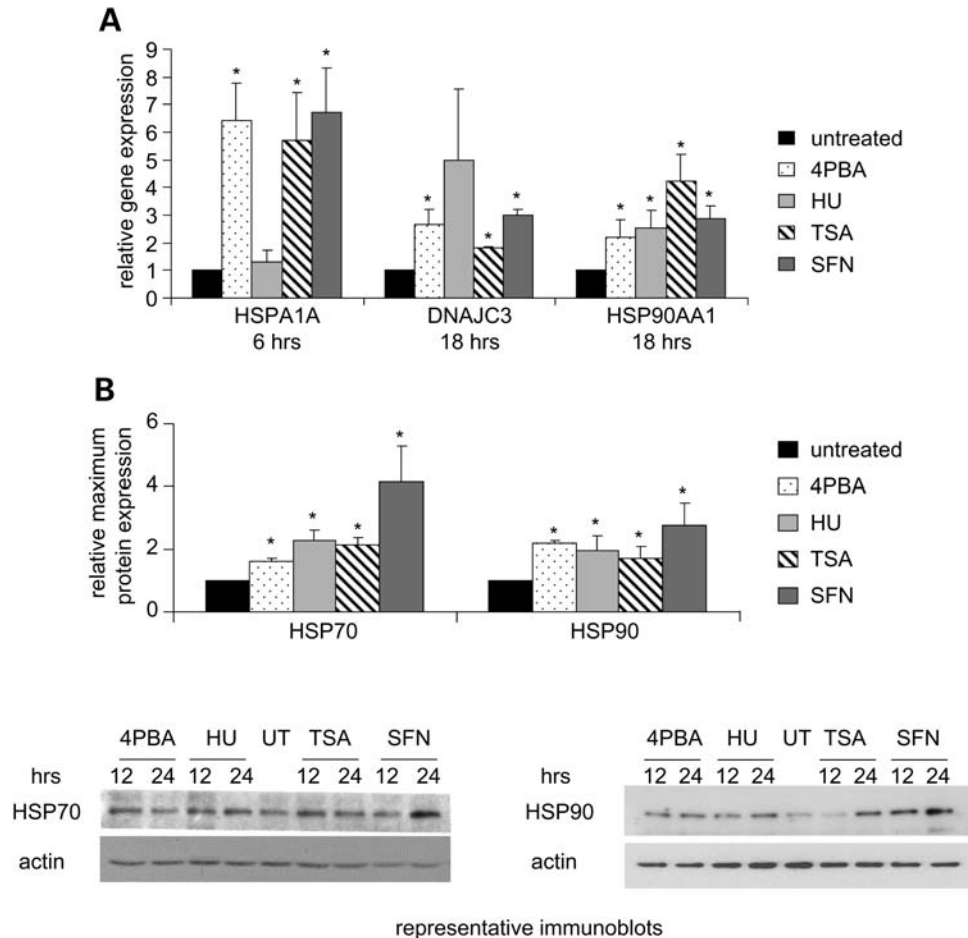 A
relative gene expression
9
8
7
6
5
4
3
2
1
0
* * *
* * *
* * * *
HSPA1A DNAJC3 HSP90AA1
6 hrs 18 hrs 18 hrs
untreated
4PBA
HU
TSA
SFN
B
relative maximum
protein expression
6
4
2
0
* * * *
* * * *
HSP70 HSP90
untreated
4PBA
HU
TSA
SFN
4PBA HU UT TSA SFN
hrs 12 24 12 24 12 24 12 24
HSP70
actin
4PBA HU UT TSA SFN
hrs 12 24 12 24 12 24 12 24
HSP90
actin
representative immunoblots